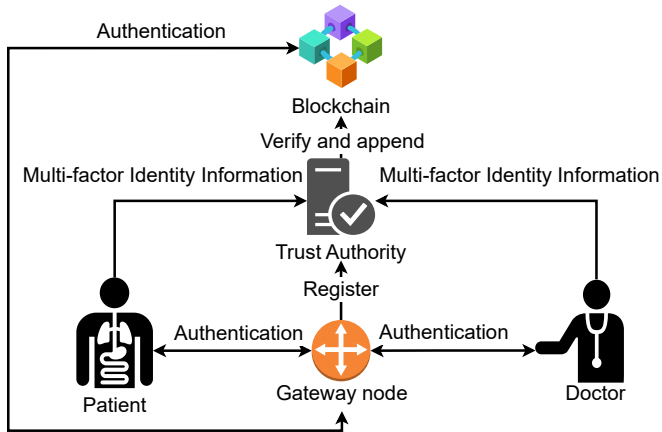 Authentication
Blockchain
Verify and append
Multi-factor Identity Information
Multi-factor Identity Information
Trust Authority
Register
Authentication
Authentication
Patient
Gateway node
Doctor